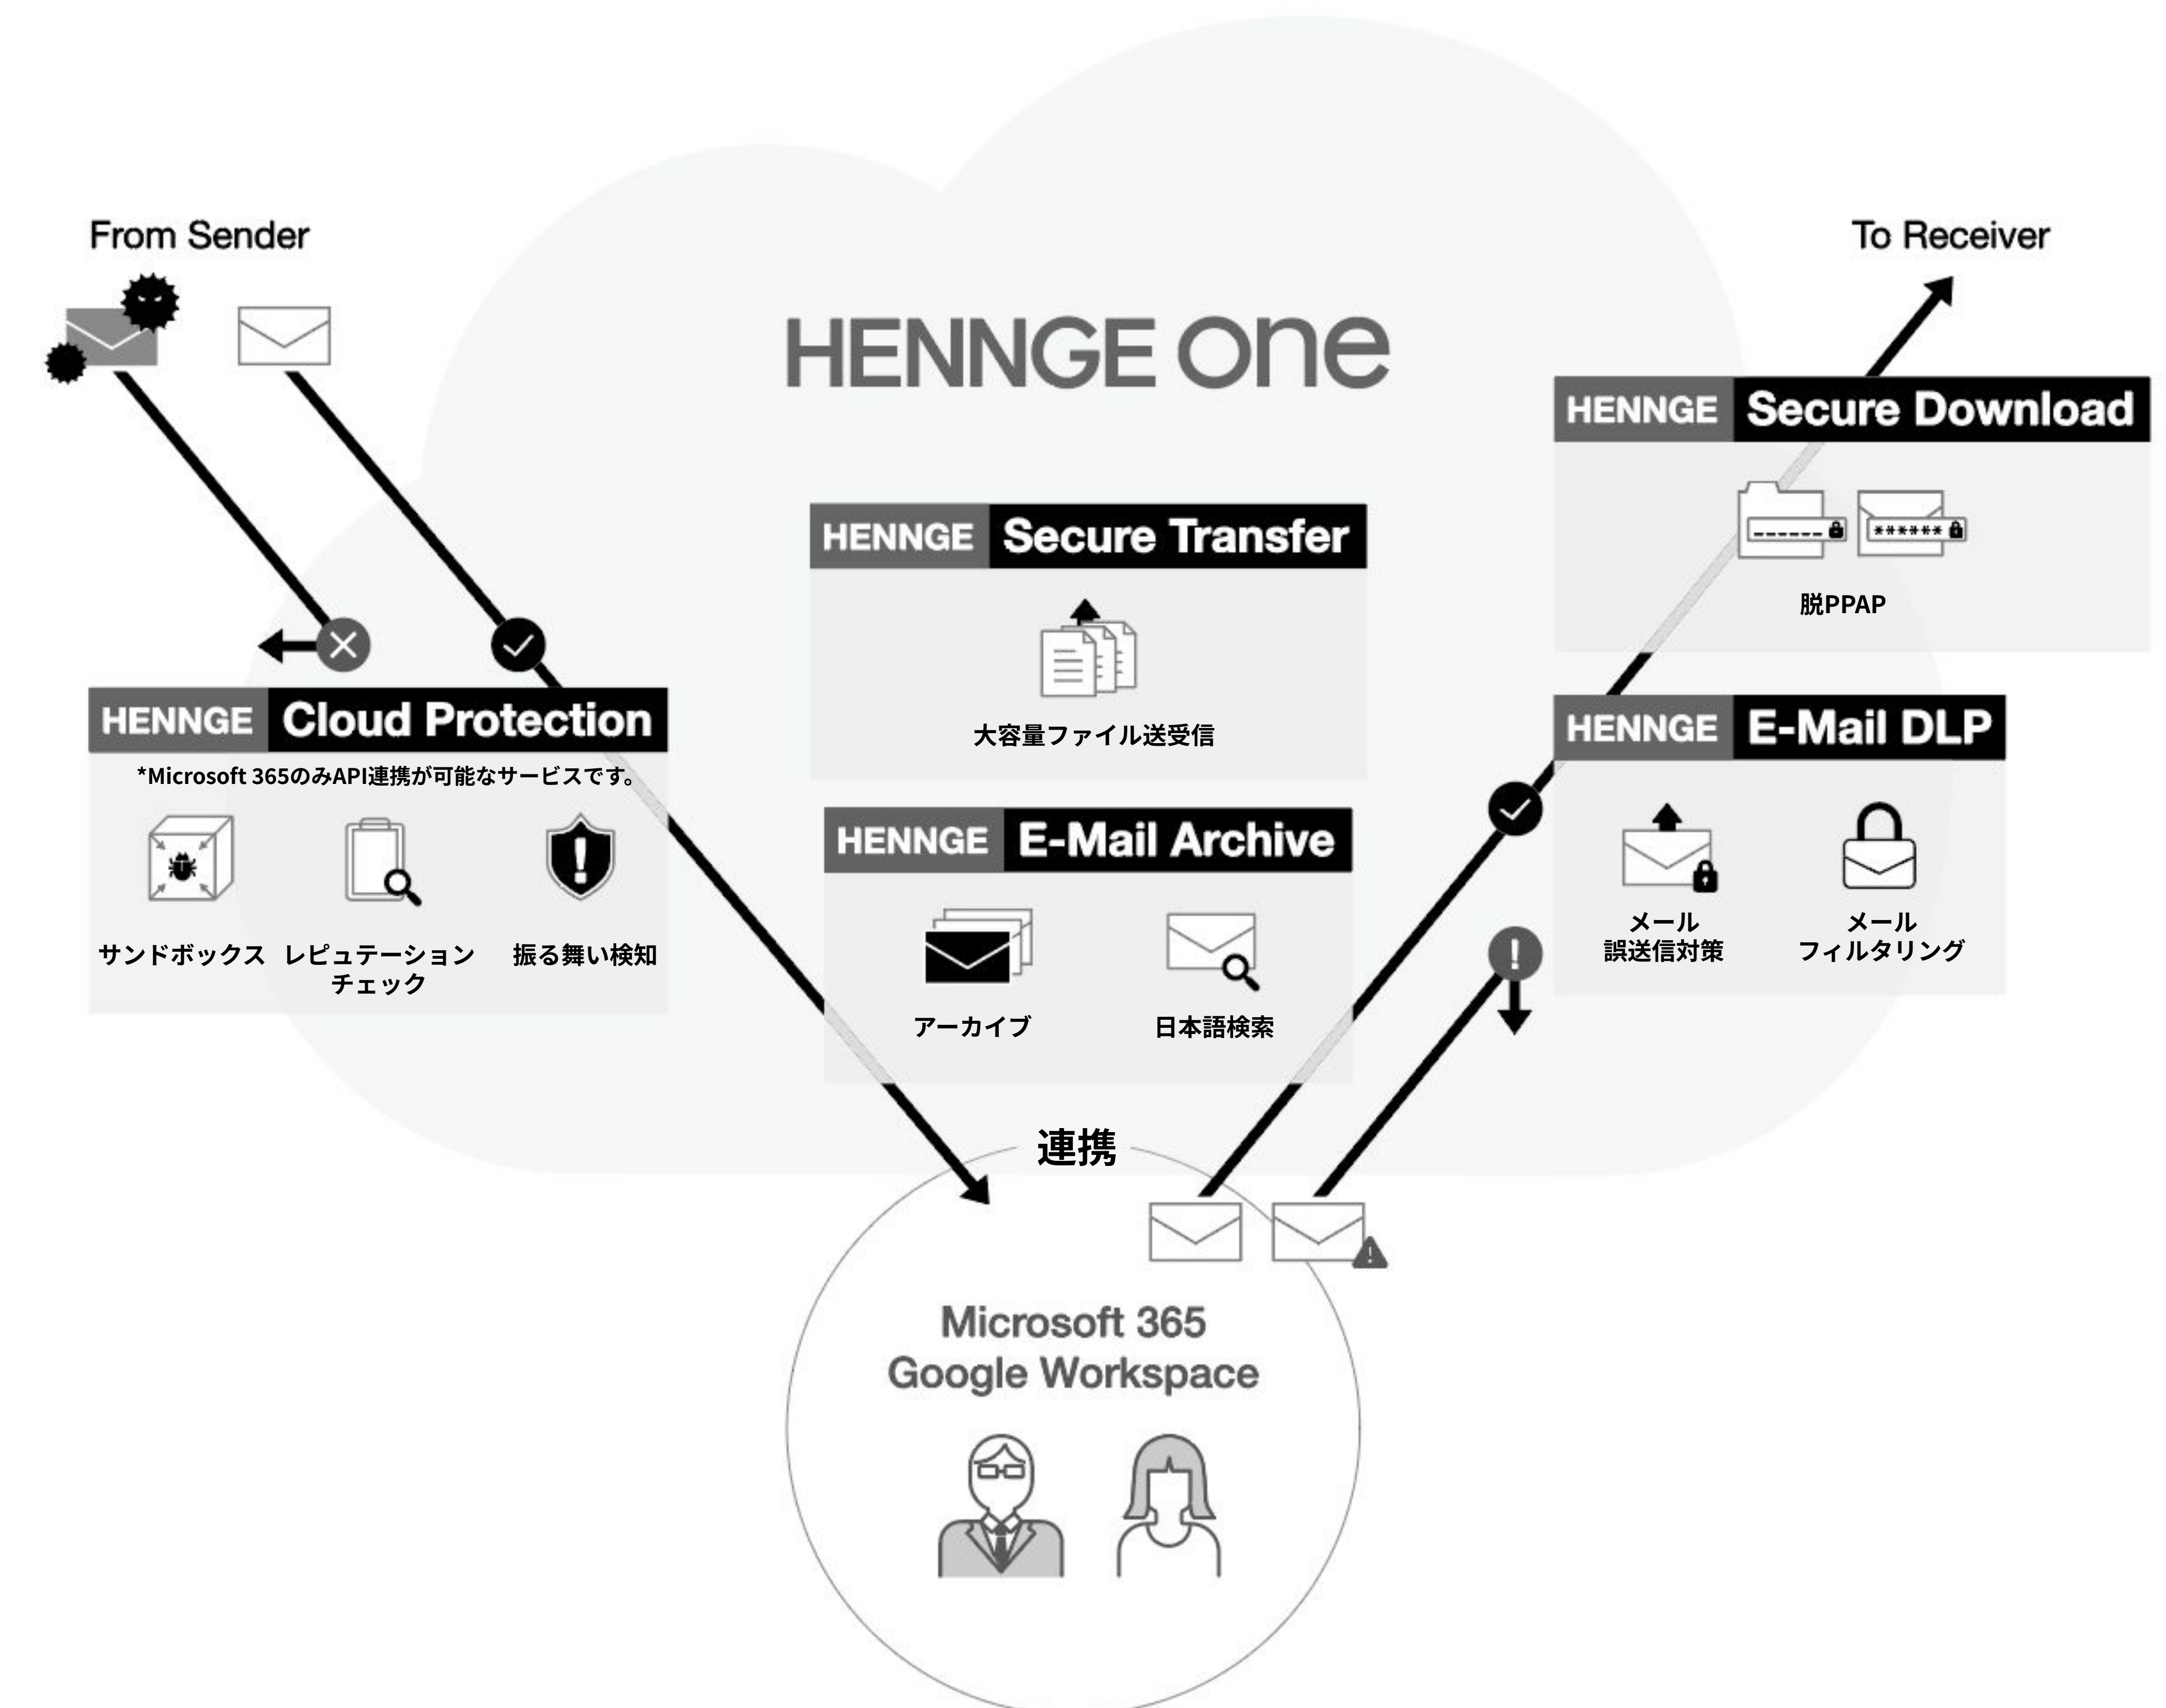 From Sender
To Receiver
HENNGE one
HENNGE Secure Download
脱PPAP
HENNGE Secure Transfer
大容量ファイル送受信
HENNGE Cloud Protection
*Microsoft 365のみAPI連携が可能なサービスです。
サンドボックス
レピュテーション
チェック
振る舞い検知
HENNGE E-Mail Archive
アーカイブ
日本語検索
HENNGE E-Mail DLP
メール
誤送信対策
メール
フィルタリング
連携
Microsoft 365
Google Workspace